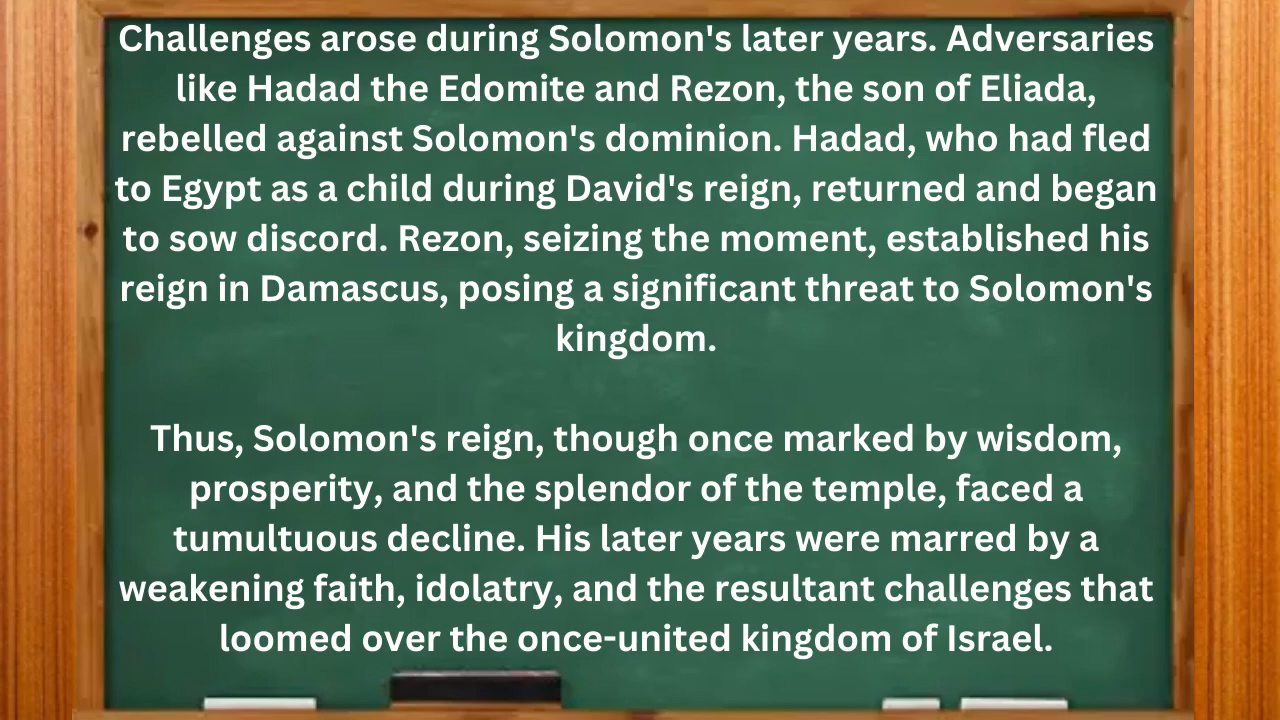 Challenges arose during Solomon's later years. Adversaries
like Hadad the Edomite and Rezon, the son of Eliada,
rebelled against Solomon's dominion. Hadad, who had fled
to Egypt as a child during David's reign, returned and began
to sow discord. Rezon, seizing the moment, established his
reign in Damascus, posing a significant threat to Solomon's
kingdom.
Thus, Solomon's reign, though once marked by wisdom,
prosperity, and the splendor of the temple, faced a
tumultuous decline. His later years were marred by a
weakening faith, idolatry, and the resultant challenges that
loomed over the once-united kingdom of Israel.